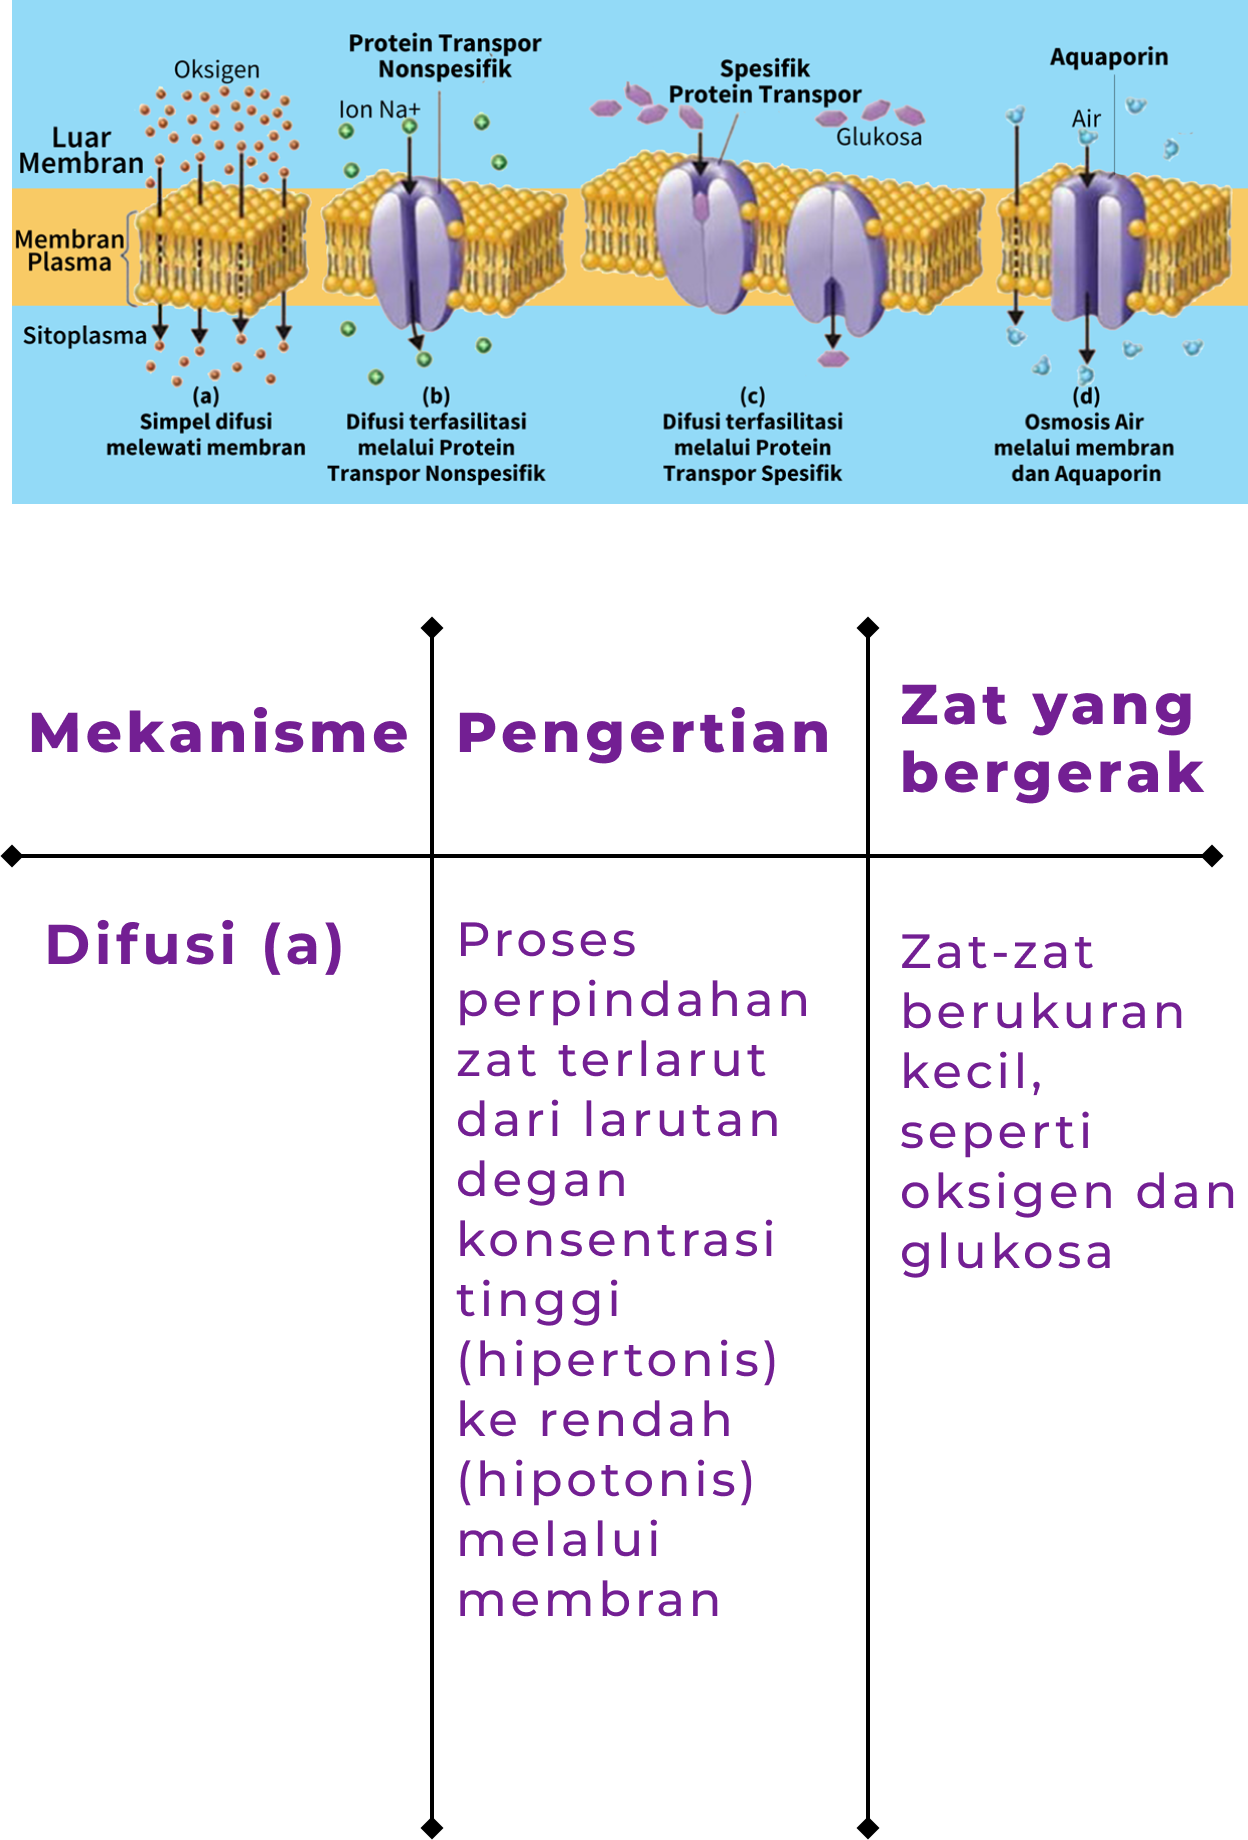 Oksigen
Protein Transpor
Nonspesifik
Ion Na+
Spesifik
Protein Transpor
Glukosa
Aquaporin
Air
Luar
Membran
Membran
Plasma
Sitoplasma
(a)
Simpel difusi
melewati membran
(b)
Difusi terfasilitasi
melalui Protein
Transpor Nonspesifik
(c)
Difusi terfasilitasi
melalui Protein
Transpor Spesifik
(d)
Osmosis Air
melalui membran
dan Aquaporin
Mekanisme
Pengertian
Zat yang
bergerak
Difusi (a)
Proses
perpindahan
zat terlarut
dari larutan
degan
konsentrasi
tinggi
(hipertonis)
ke rendah
(hipotonis)
melalui
membran
Zat-zat
berukuran
kecil,
seperti
oksigen dan
glukosa